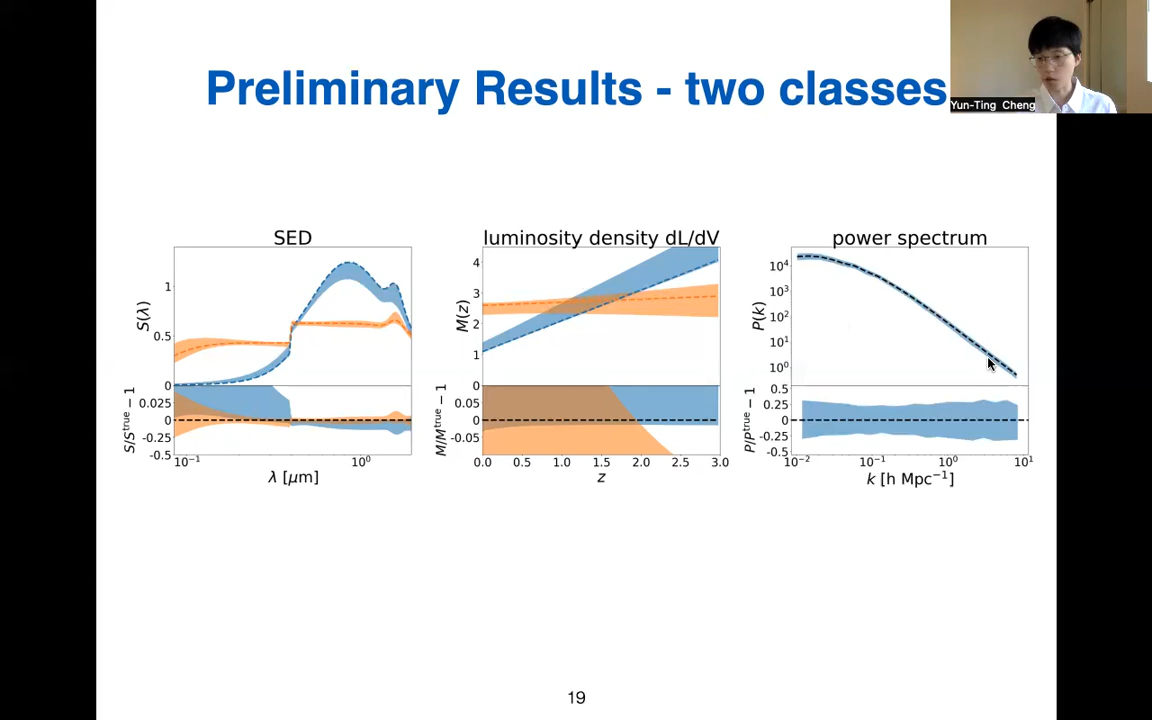 Preliminary Results - two classes
Yun-Ting Cheng
SED
S(λ)
1
0.5
0
S/S^true − 1
0.025
0
-0.25
-0.5
10^−1
10^0
λ [μm]
luminosity density dL/dV
M(z)
4
3
2
1
0
M/M^true − 1
0.05
0
-0.05
0.0 0.5 1.0 1.5 2.0 2.5 3.0
z
power spectrum
P(k)
10^4
10^3
10^2
10^1
10^0
P/P^true − 1
0.5
0.25
0
-0.25
-0.5
10^−2 10^−1 10^0 10^1
k [h Mpc^−1]
19